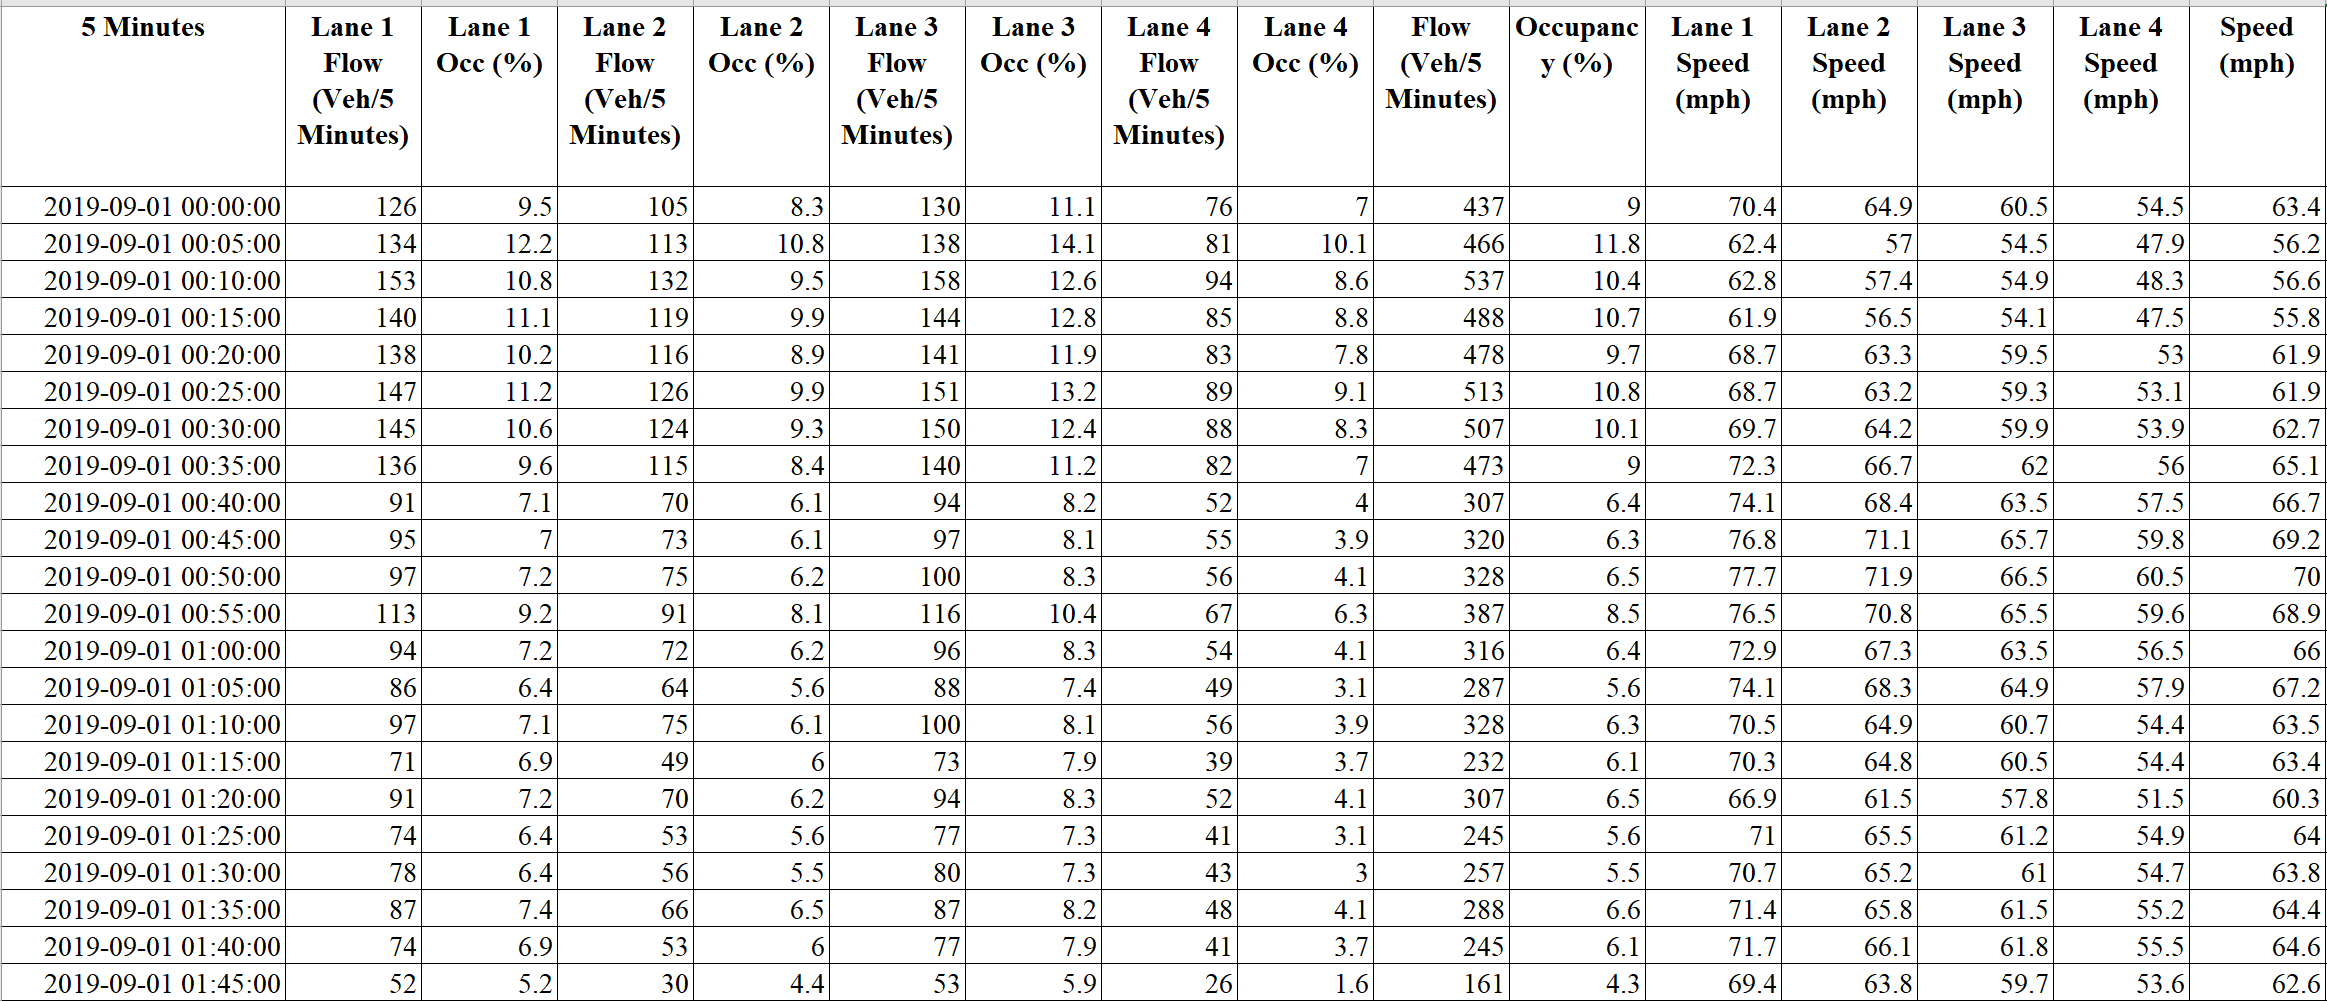 5 Minutes Lane 1 Lane 1 Lane 2 Lane 2 Lane 3 Lane 3 Lane 4 Lane 4 Flow Occupanc Lane 1 Lane 2 Lane 3 Lane 4 Speed
Flow Occ (%) Flow Occ (%) Flow Occ (%) Flow Occ (%) (Veh/5 y (%) Speed Speed Speed Speed (mph)
(Veh/5 (Veh/5 (Veh/5 (Veh/5 Minutes) (mph) (mph) (mph) (mph)
Minutes) Minutes) Minutes) Minutes)
2019-09-01 00:00:00 126 9.5 105 8.3 130 11.1 76 7 437 9 70.4 64.9 60.5 54.5 63.4
2019-09-01 00:05:00 134 12.2 113 10.8 138 14.1 81 10.1 466 11.8 62.4 57 54.5 47.9 56.2
2019-09-01 00:10:00 153 10.8 132 9.5 158 12.6 94 8.6 537 10.4 62.8 57.4 54.9 48.3 56.6
2019-09-01 00:15:00 140 11.1 119 9.9 144 12.8 85 8.8 488 10.7 61.9 56.5 54.1 47.5 55.8
2019-09-01 00:20:00 138 10.2 116 8.9 141 11.9 83 7.8 478 9.7 68.7 63.3 59.5 53 61.9
2019-09-01 00:25:00 147 11.2 126 9.9 151 13.2 89 9.1 513 10.8 68.7 63.2 59.3 53.1 61.9
2019-09-01 00:30:00 145 10.6 124 9.3 150 12.4 88 8.3 507 10.1 69.7 64.2 59.9 53.9 62.7
2019-09-01 00:35:00 136 9.6 115 8.4 140 11.2 82 7 473 9 72.3 66.7 62 56 65.1
2019-09-01 00:40:00 91 7.1 70 6.1 94 8.2 52 4 307 6.4 74.1 68.4 63.5 57.5 66.7
2019-09-01 00:45:00 95 7 73 6.1 97 8.1 55 3.9 320 6.3 76.8 71.1 65.7 59.8 69.2
2019-09-01 00:50:00 97 7.2 75 6.2 100 8.3 56 4.1 328 6.5 77.7 71.9 66.5 60.5 70
2019-09-01 00:55:00 113 9.2 91 8.1 116 10.4 67 6.3 387 8.5 76.5 70.8 65.5 59.6 68.9
2019-09-01 01:00:00 94 7.2 72 6.2 96 8.3 54 4.1 316 6.4 72.9 67.3 63.5 56.5 66
2019-09-01 01:05:00 86 6.4 64 5.6 88 7.4 49 3.1 287 5.6 74.1 68.3 64.9 57.9 67.2
2019-09-01 01:10:00 97 7.1 75 6.1 100 8.1 56 3.9 328 6.3 70.5 64.9 60.7 54.4 63.5
2019-09-01 01:15:00 71 6.9 49 6 73 7.9 39 3.7 232 6.1 70.3 64.8 60.5 54.4 63.4
2019-09-01 01:20:00 91 7.2 70 6.2 94 8.3 52 4.1 307 6.5 66.9 61.5 57.8 51.5 60.3
2019-09-01 01:25:00 74 6.4 53 5.6 77 7.3 41 3.1 245 5.6 71 65.5 61.2 54.9 64
2019-09-01 01:30:00 78 6.4 56 5.5 80 7.3 43 3 257 5.5 70.7 65.2 61 54.7 63.8
2019-09-01 01:35:00 87 7.4 66 6.5 87 8.2 48 4.1 288 6.6 71.4 65.8 61.5 55.2 64.4
2019-09-01 01:40:00 74 6.9 53 6 77 7.9 41 3.7 245 6.1 71.7 66.1 61.8 55.5 64.6
2019-09-01 01:45:00 52 5.2 30 4.4 53 5.9 26 1.6 161 4.3 69.4 63.8 59.7 53.6 62.6